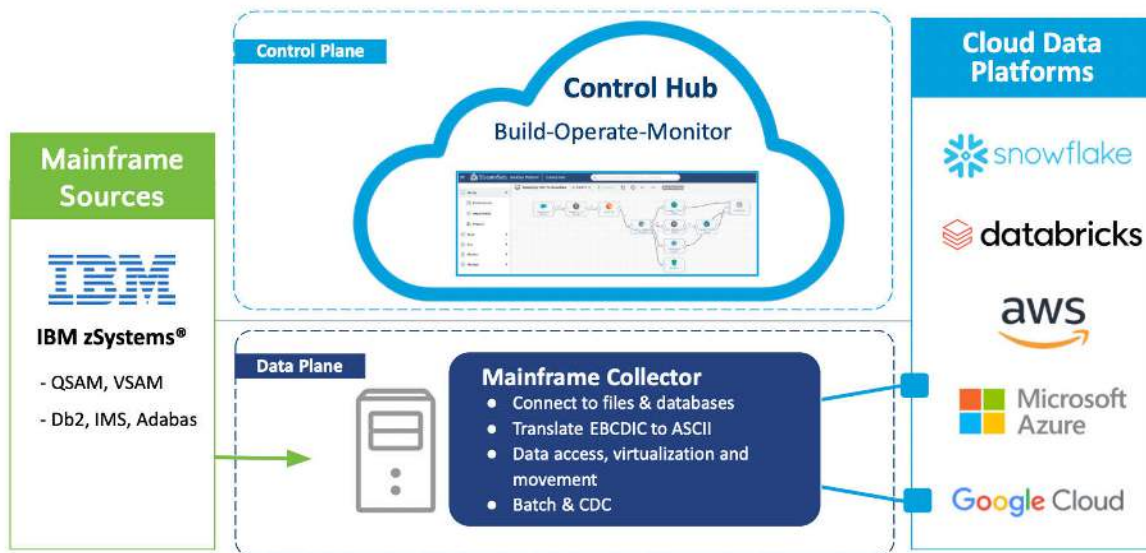 Mainframe
Sources
IBM
IBM zSystems®
- QSAM, VSAM
- Db2, IMS, Adabas
Control Plane
Control Hub
Build-Operate-Monitor
Data Plane
Mainframe Collector
● Connect to files & databases
● Translate EBCDIC to ASCII
● Data access, virtualization and
movement
● Batch & CDC
Cloud Data
Platforms
snowflake
databricks
aws
Microsoft
Azure
Google Cloud